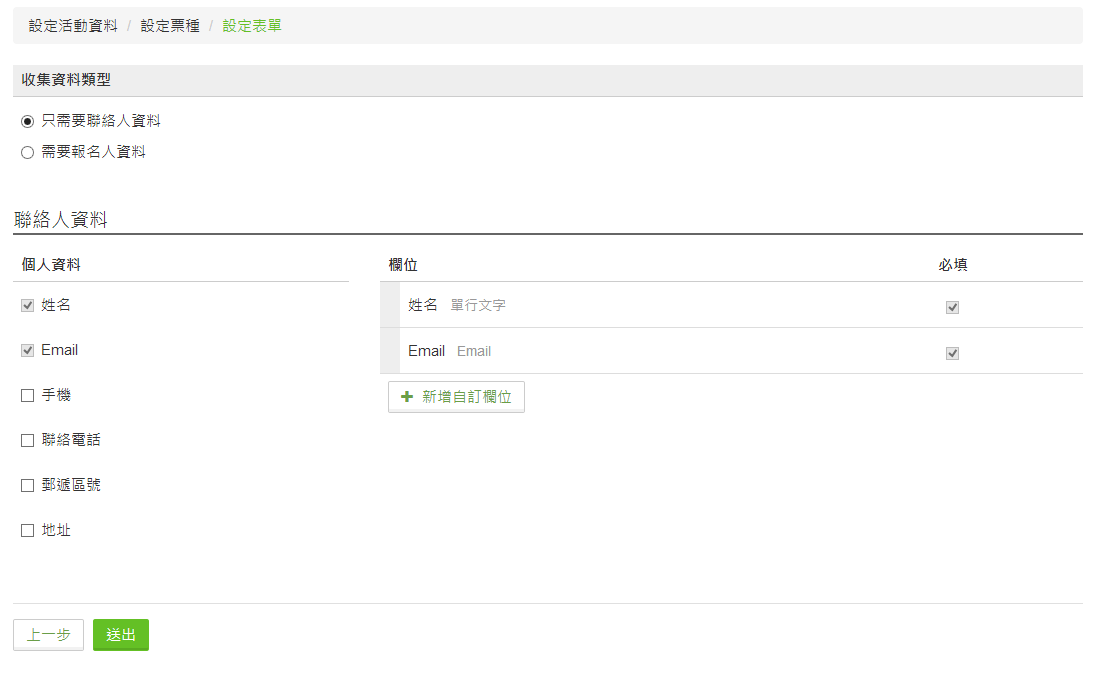 設定活動資料 / 設定票種 / 設定表單
收集資料類型
只需要聯絡人資料
需要報名人資料
聯絡人資料
個人資料
欄位 必填
姓名
姓名 單行文字
Email
Email Email
手機
新增自訂欄位
聯絡電話
郵遞區號
地址
上一步 送出